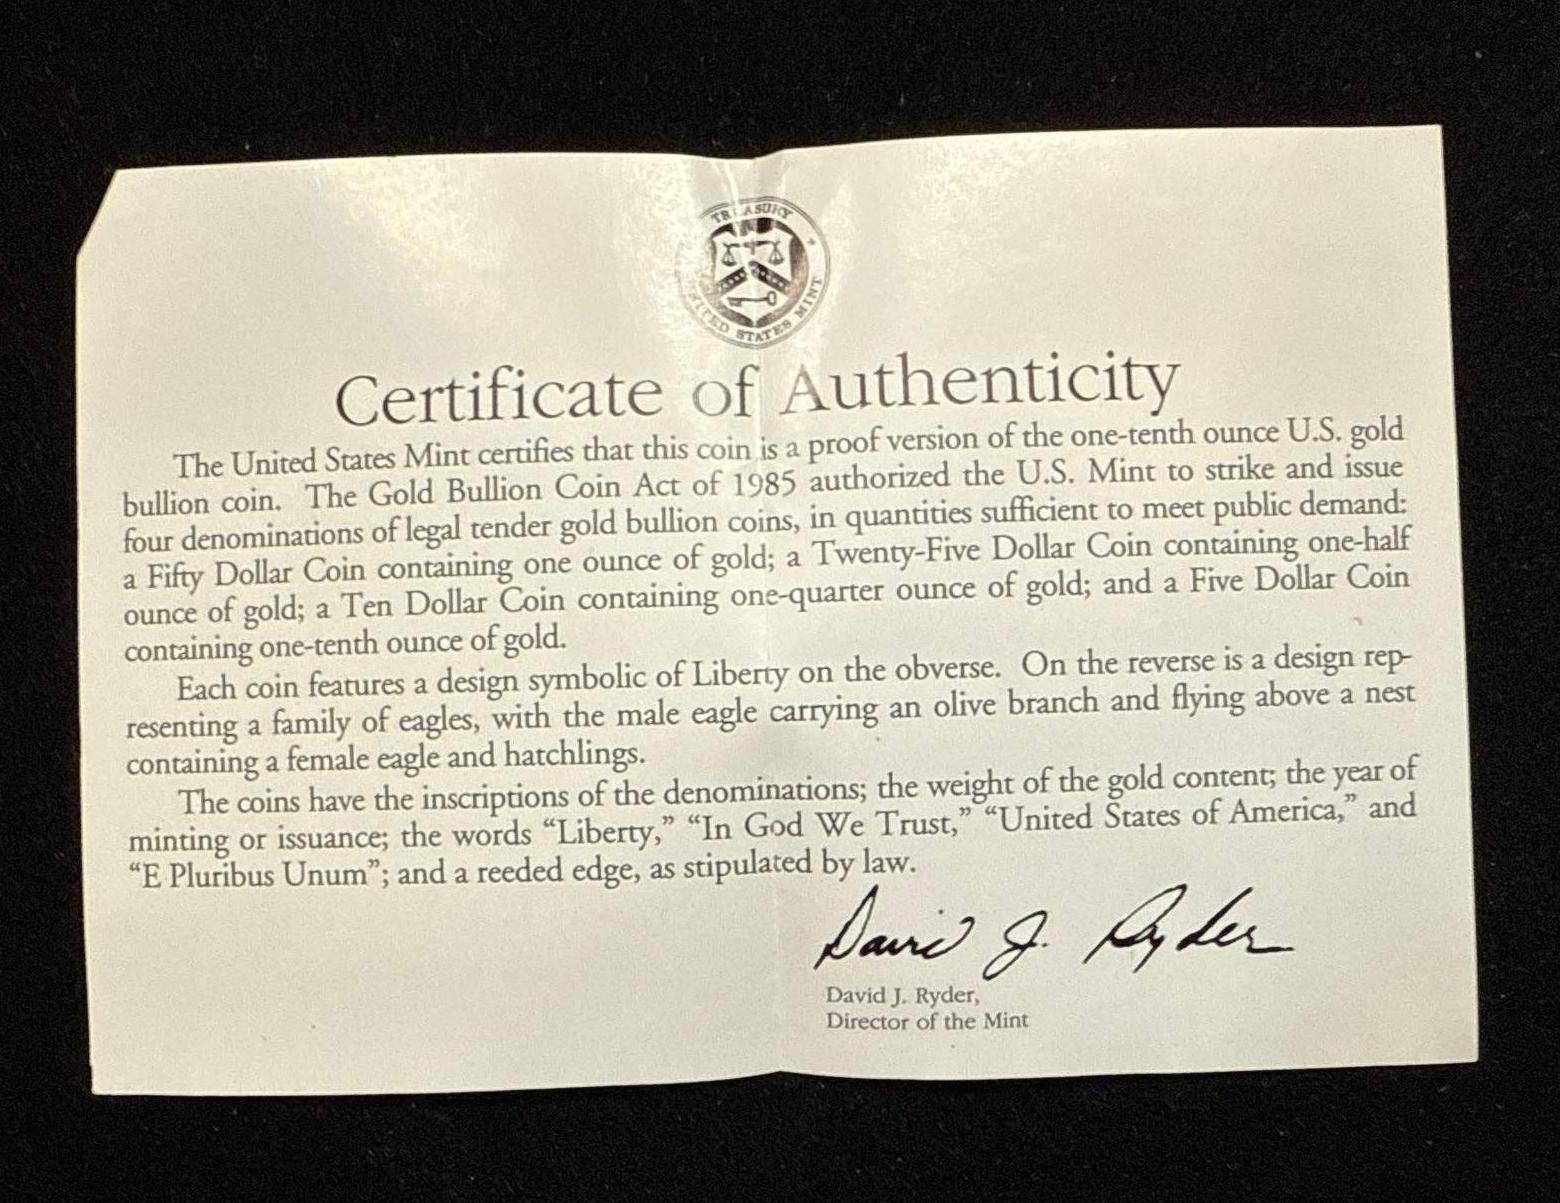 TREASURY
UNITED STATES MINT
Certificate of Authenticity
The United States Mint certifies that this coin is a proof version of the one-tenth ounce U.S. gold
bullion coin. The Gold Bullion Coin Act of 1985 authorized the U.S. Mint to strike and issue
four denominations of legal tender gold bullion coins, in quantities sufficient to meet public demand:
a Fifty Dollar Coin containing one ounce of gold; a Twenty-Five Dollar Coin containing one-half
ounce of gold; a Ten Dollar Coin containing one-quarter ounce of gold; and a Five Dollar Coin
containing one-tenth ounce of gold.
Each coin features a design symbolic of Liberty on the obverse. On the reverse is a design rep-
resenting a family of eagles, with the male eagle carrying an olive branch and flying above a nest
containing a female eagle and hatchlings.
The coins have the inscriptions of the denominations; the weight of the gold content; the year of
minting or issuance; the words “Liberty,” “In God We Trust,” “United States of America,” and
“E Pluribus Unum”; and a reeded edge, as stipulated by law.
David J. Ryder
David J. Ryder,
Director of the Mint